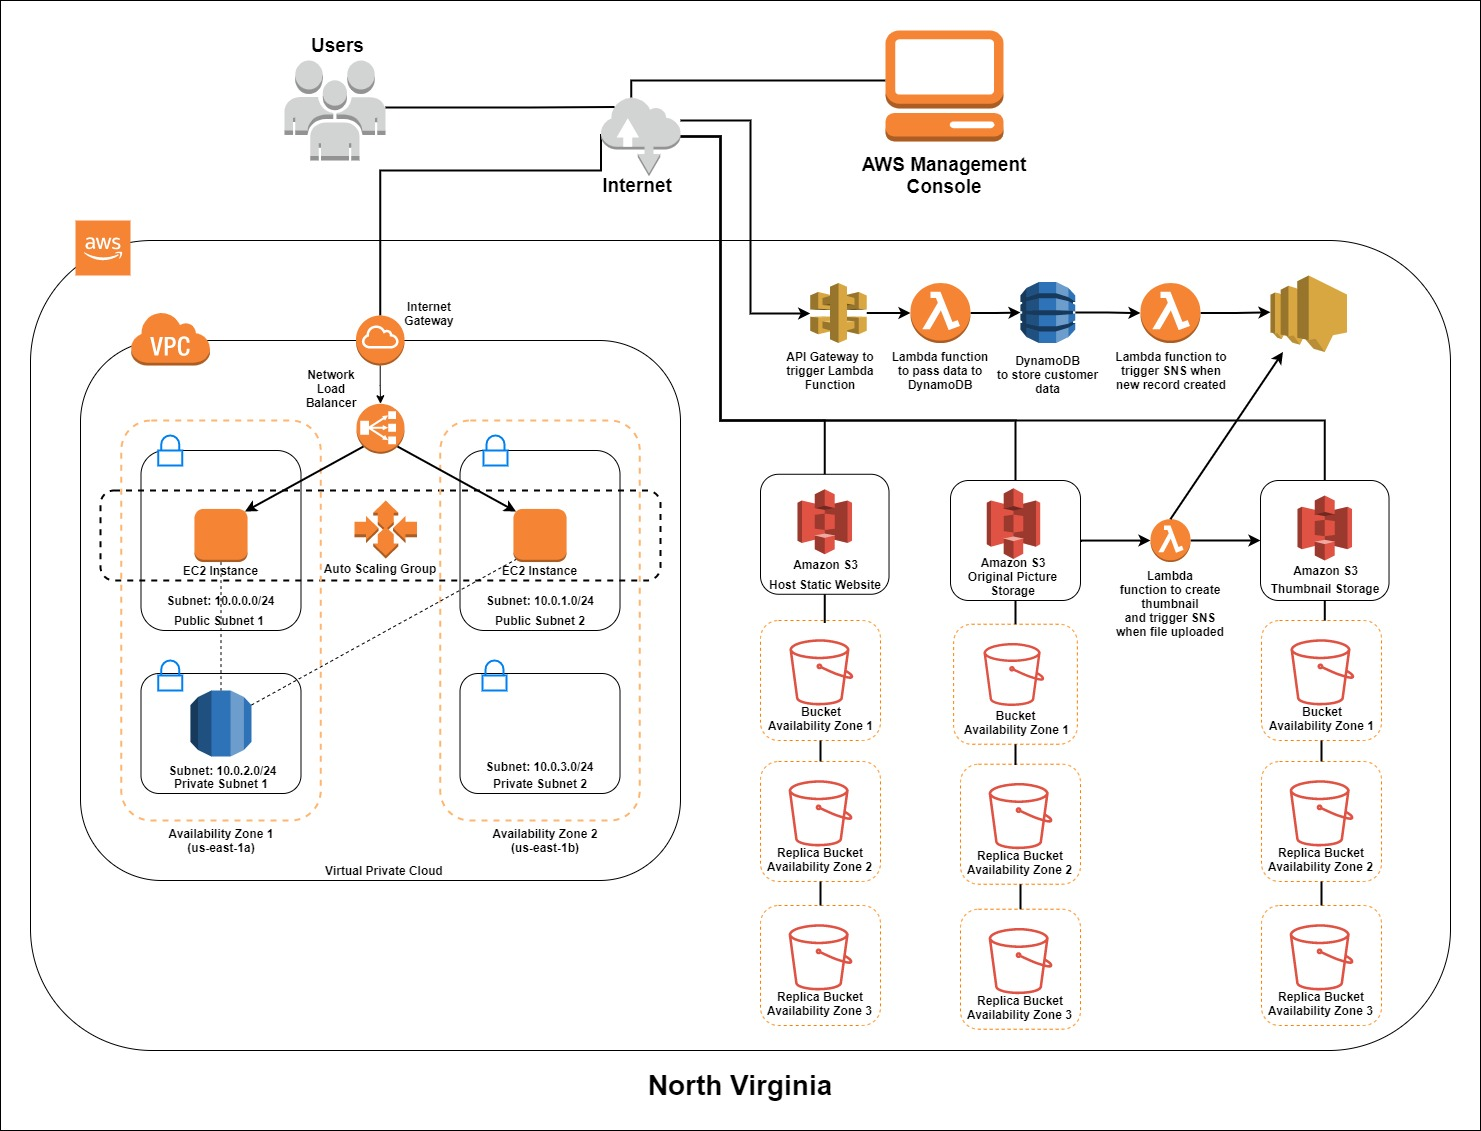 Users
AWS Management
Console
Internet
aws
Internet
Gateway
VPC
Network
Load
Balancer
API Gateway to
trigger Lambda
Function
Lambda function
to pass data to
DynamoDB
DynamoDB
to store customer
data
Lambda function to
trigger SNS when
new record created
EC2 Instance
Auto Scaling Group
EC2 Instance
Subnet: 10.0.0.0/24
Public Subnet 1
Subnet: 10.0.1.0/24
Public Subnet 2
Subnet: 10.0.2.0/24
Private Subnet 1
Subnet: 10.0.3.0/24
Private Subnet 2
Availability Zone 1
(us-east-1a)
Availability Zone 2
(us-east-1b)
Virtual Private Cloud
Amazon S3
Host Static Website
Amazon S3
Original Picture
Storage
Lambda
function to create
thumbnail
and trigger SNS
when file uploaded
Amazon S3
Thumbnail Storage
Bucket
Availability Zone 1
Bucket
Availability Zone 1
Bucket
Availability Zone 1
Replica Bucket
Availability Zone 2
Replica Bucket
Availability Zone 2
Replica Bucket
Availability Zone 2
Replica Bucket
Availability Zone 3
Replica Bucket
Availability Zone 3
Replica Bucket
Availability Zone 3
North Virginia